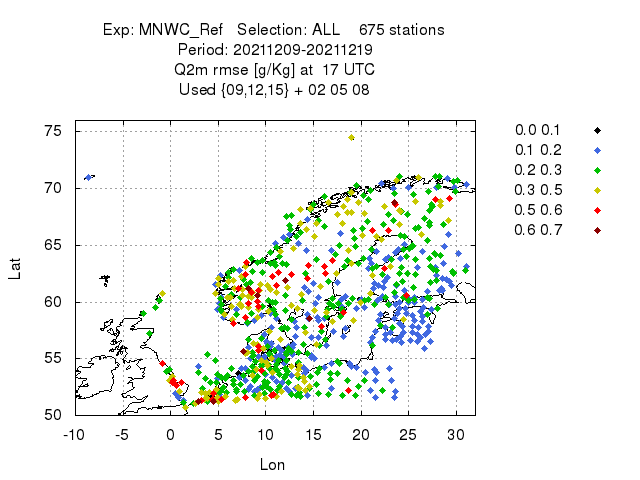 Exp: MNWC_Ref Selection: ALL 675 stations
Period: 20211209-20211219
Q2m rmse [g/Kg] at 17 UTC
Used {09,12,15} + 02 05 08
0.0 0.1
0.1 0.2
0.2 0.3
0.3 0.5
0.5 0.6
0.6 0.7
75
70
65
60
55
50
Lat
-10 -5 0 5 10 15 20 25 30
Lon